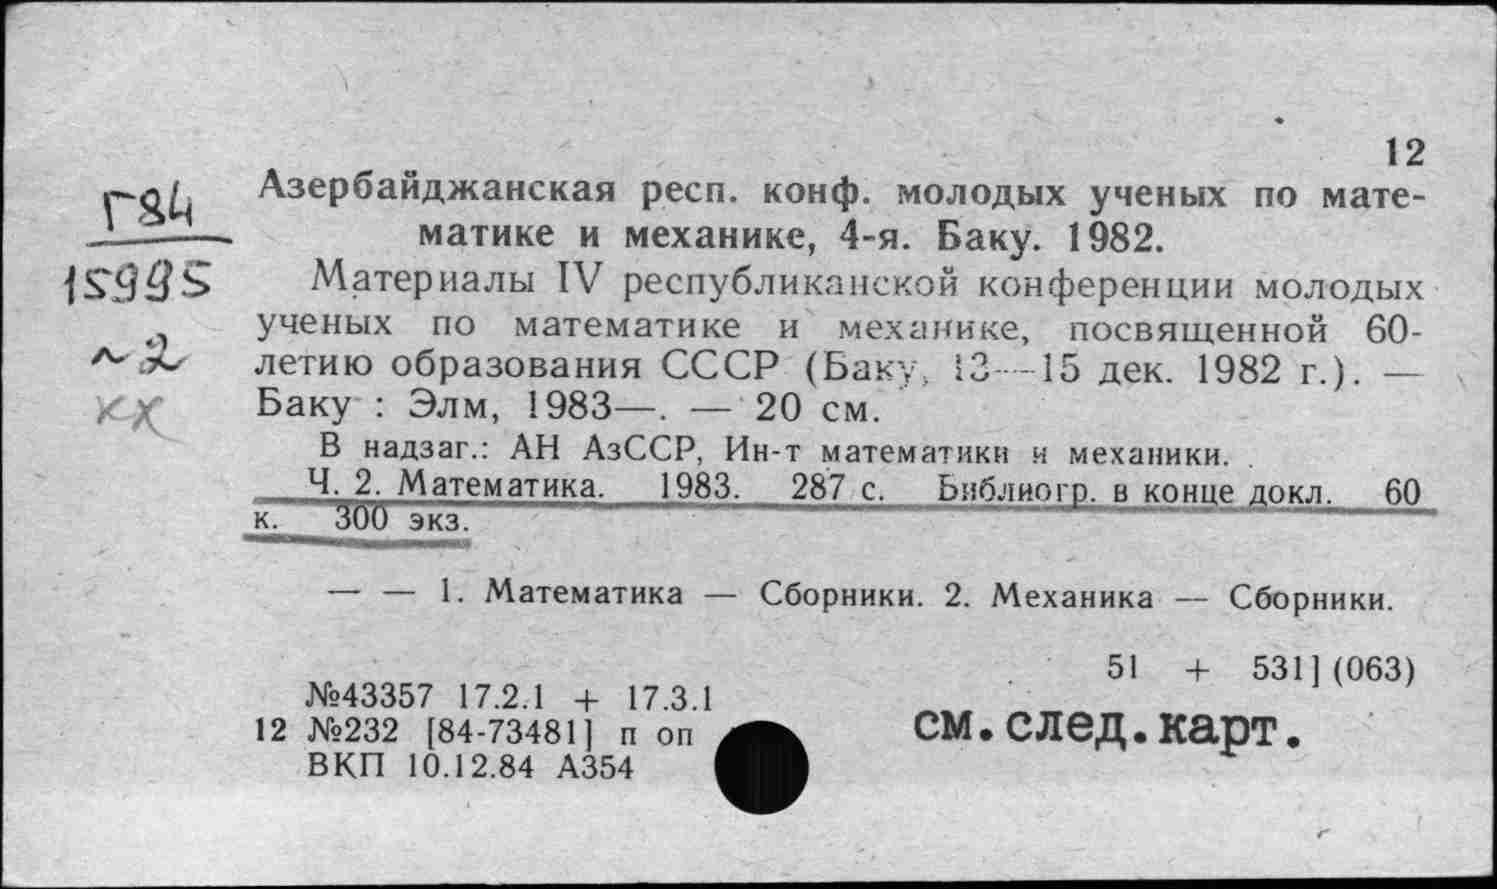 12
Азербайджанская респ. конф. молодых ученых по мате-
матике и механике, 4-я. Баку. 1982.
Г84
15995
~2
хх
Материалы IV республиканской конференции молодых
ученых по математике и механике, посвященной 60-
летию образования СССР (Баку, 13—15 дек. 1982 г.). —
Баку : Элм, 1983—. — 20 см.
В надзаг.: АН АзССР, Ин-т математики и механики.
Ч. 2. Математика. 1983. 287 с. Библиогр. в конце докл. 60
к. 300 экз.
— — 1. Математика — Сборники. 2. Механика — Сборники.
51 + 531] (063)
№43357 17.2.1 + 17.3.1
12 №232 [84-73481] п оп
ВКП 10.12.84 А354
см. след. карт.